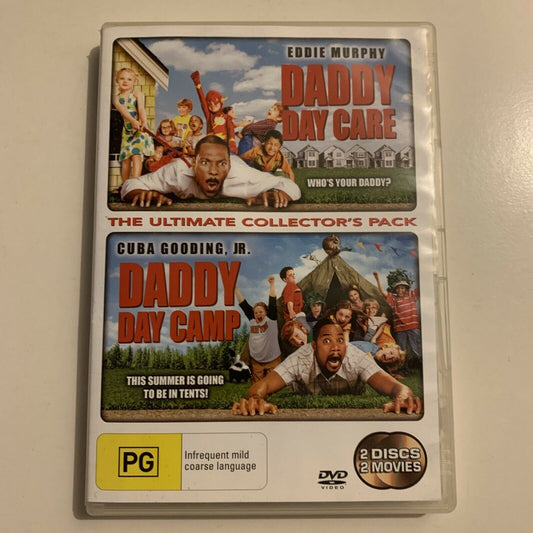 EDDIE MURPHY
DADDY
DAY CARE
WHO'S YOUR DADDY?
THE ULTIMATE COLLECTOR'S PACK
CUBA GOODING, JR.
DADDY
DAY CAMP
THIS SUMMER IS GOING
TO BE IN TENTS!
PG
Infrequent mild
coarse language
DVD
VIDEO
2 DISCS
2 MOVIES